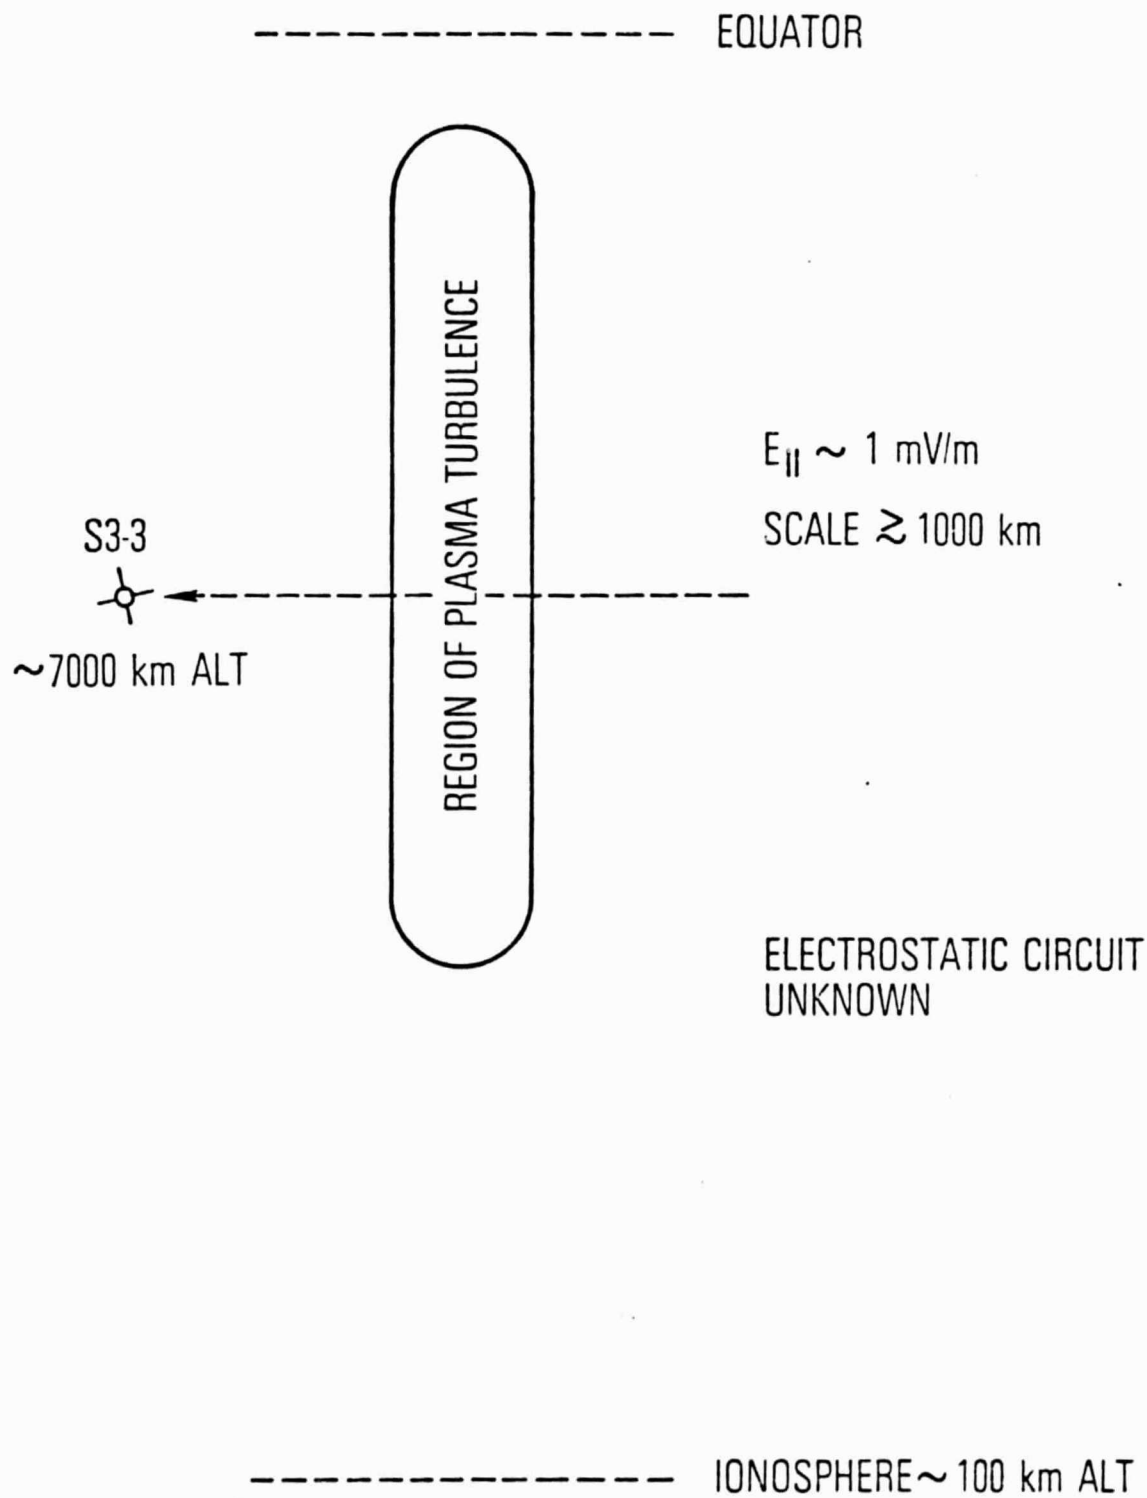 EQUATOR
REGION OF PLASMA TURBULENCE
E|| ~ 1 mV/m
SCALE ≳ 1000 km
S3-3
~7000 km ALT
ELECTROSTATIC CIRCUIT
UNKNOWN
IONOSPHERE ~ 100 km ALT